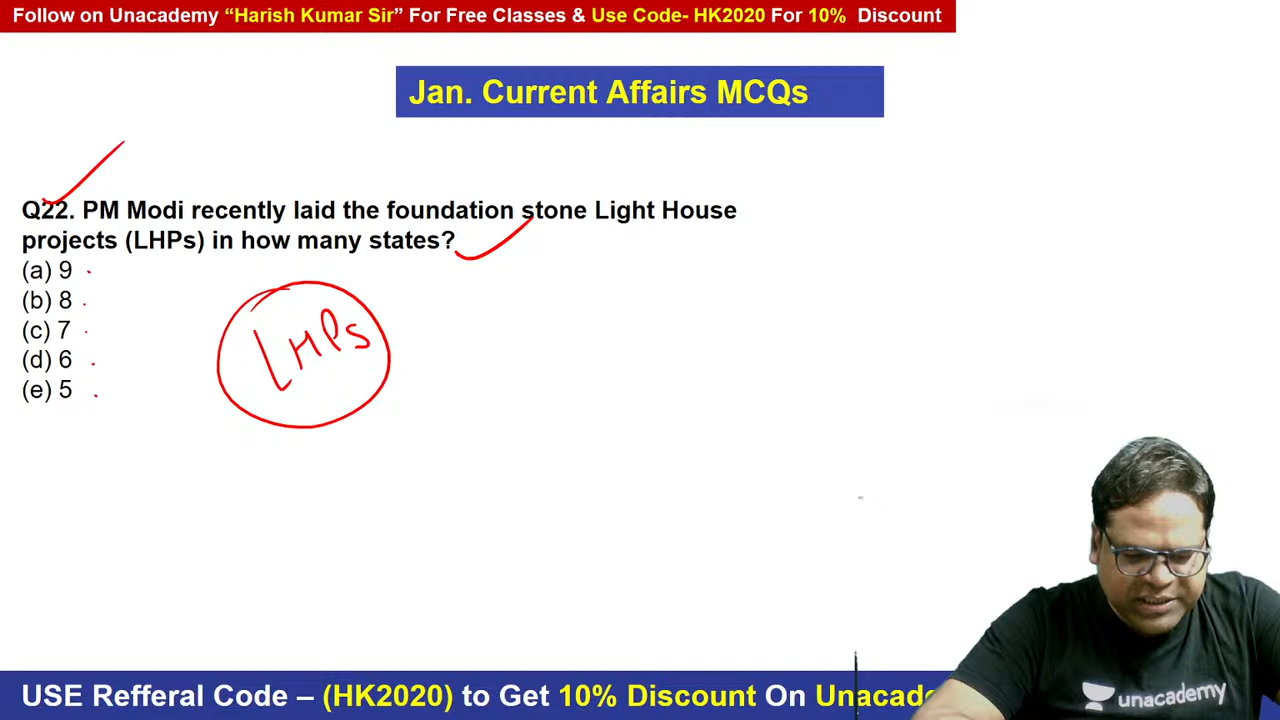 Follow on Unacademy “Harish Kumar Sir” For Free Classes & Use Code- HK2020 For 10% Discount
Jan. Current Affairs MCQs
Q22. PM Modi recently laid the foundation stone Light House
projects (LHPs) in how many states?
(a) 9
(b) 8
(c) 7
(d) 6
(e) 5
LHPs
unacademy
USE Refferal Code – (HK2020) to Get 10% Discount On